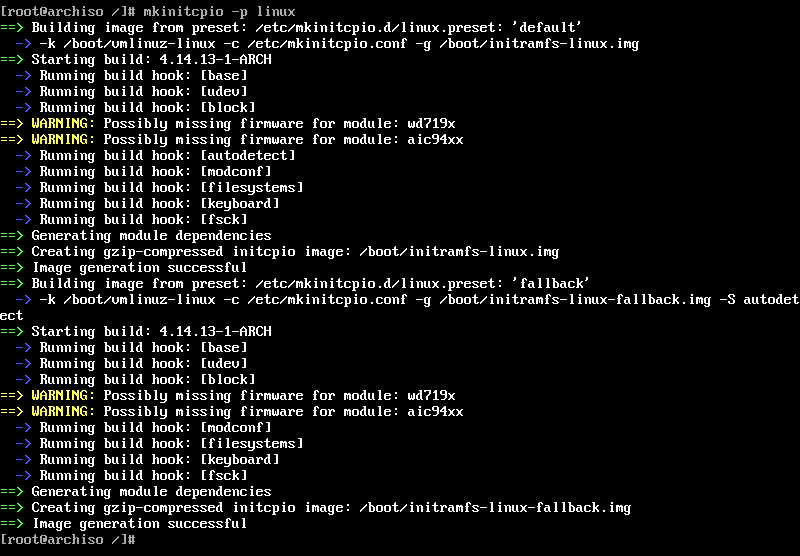 [root@archiso /]# mkinitcpio -p linux
==> Building image from preset: /etc/mkinitcpio.d/linux.preset: 'default'
  -> -k /boot/vmlinuz-linux -c /etc/mkinitcpio.conf -g /boot/initramfs-linux.img
==> Starting build: 4.14.13-1-ARCH
  -> Running build hook: [base]
  -> Running build hook: [udev]
  -> Running build hook: [block]
==> WARNING: Possibly missing firmware for module: wd719x
==> WARNING: Possibly missing firmware for module: aic94xx
  -> Running build hook: [autodetect]
  -> Running build hook: [modconf]
  -> Running build hook: [filesystems]
  -> Running build hook: [keyboard]
  -> Running build hook: [fsck]
==> Generating module dependencies
==> Creating gzip-compressed initcpio image: /boot/initramfs-linux.img
==> Image generation successful
==> Building image from preset: /etc/mkinitcpio.d/linux.preset: 'fallback'
  -> -k /boot/vmlinuz-linux -c /etc/mkinitcpio.conf -g /boot/initramfs-linux-fallback.img -S autodet
ect
==> Starting build: 4.14.13-1-ARCH
  -> Running build hook: [base]
  -> Running build hook: [udev]
  -> Running build hook: [block]
==> WARNING: Possibly missing firmware for module: wd719x
==> WARNING: Possibly missing firmware for module: aic94xx
  -> Running build hook: [modconf]
  -> Running build hook: [filesystems]
  -> Running build hook: [keyboard]
  -> Running build hook: [fsck]
==> Generating module dependencies
==> Creating gzip-compressed initcpio image: /boot/initramfs-linux-fallback.img
==> Image generation successful
[root@archiso /]#